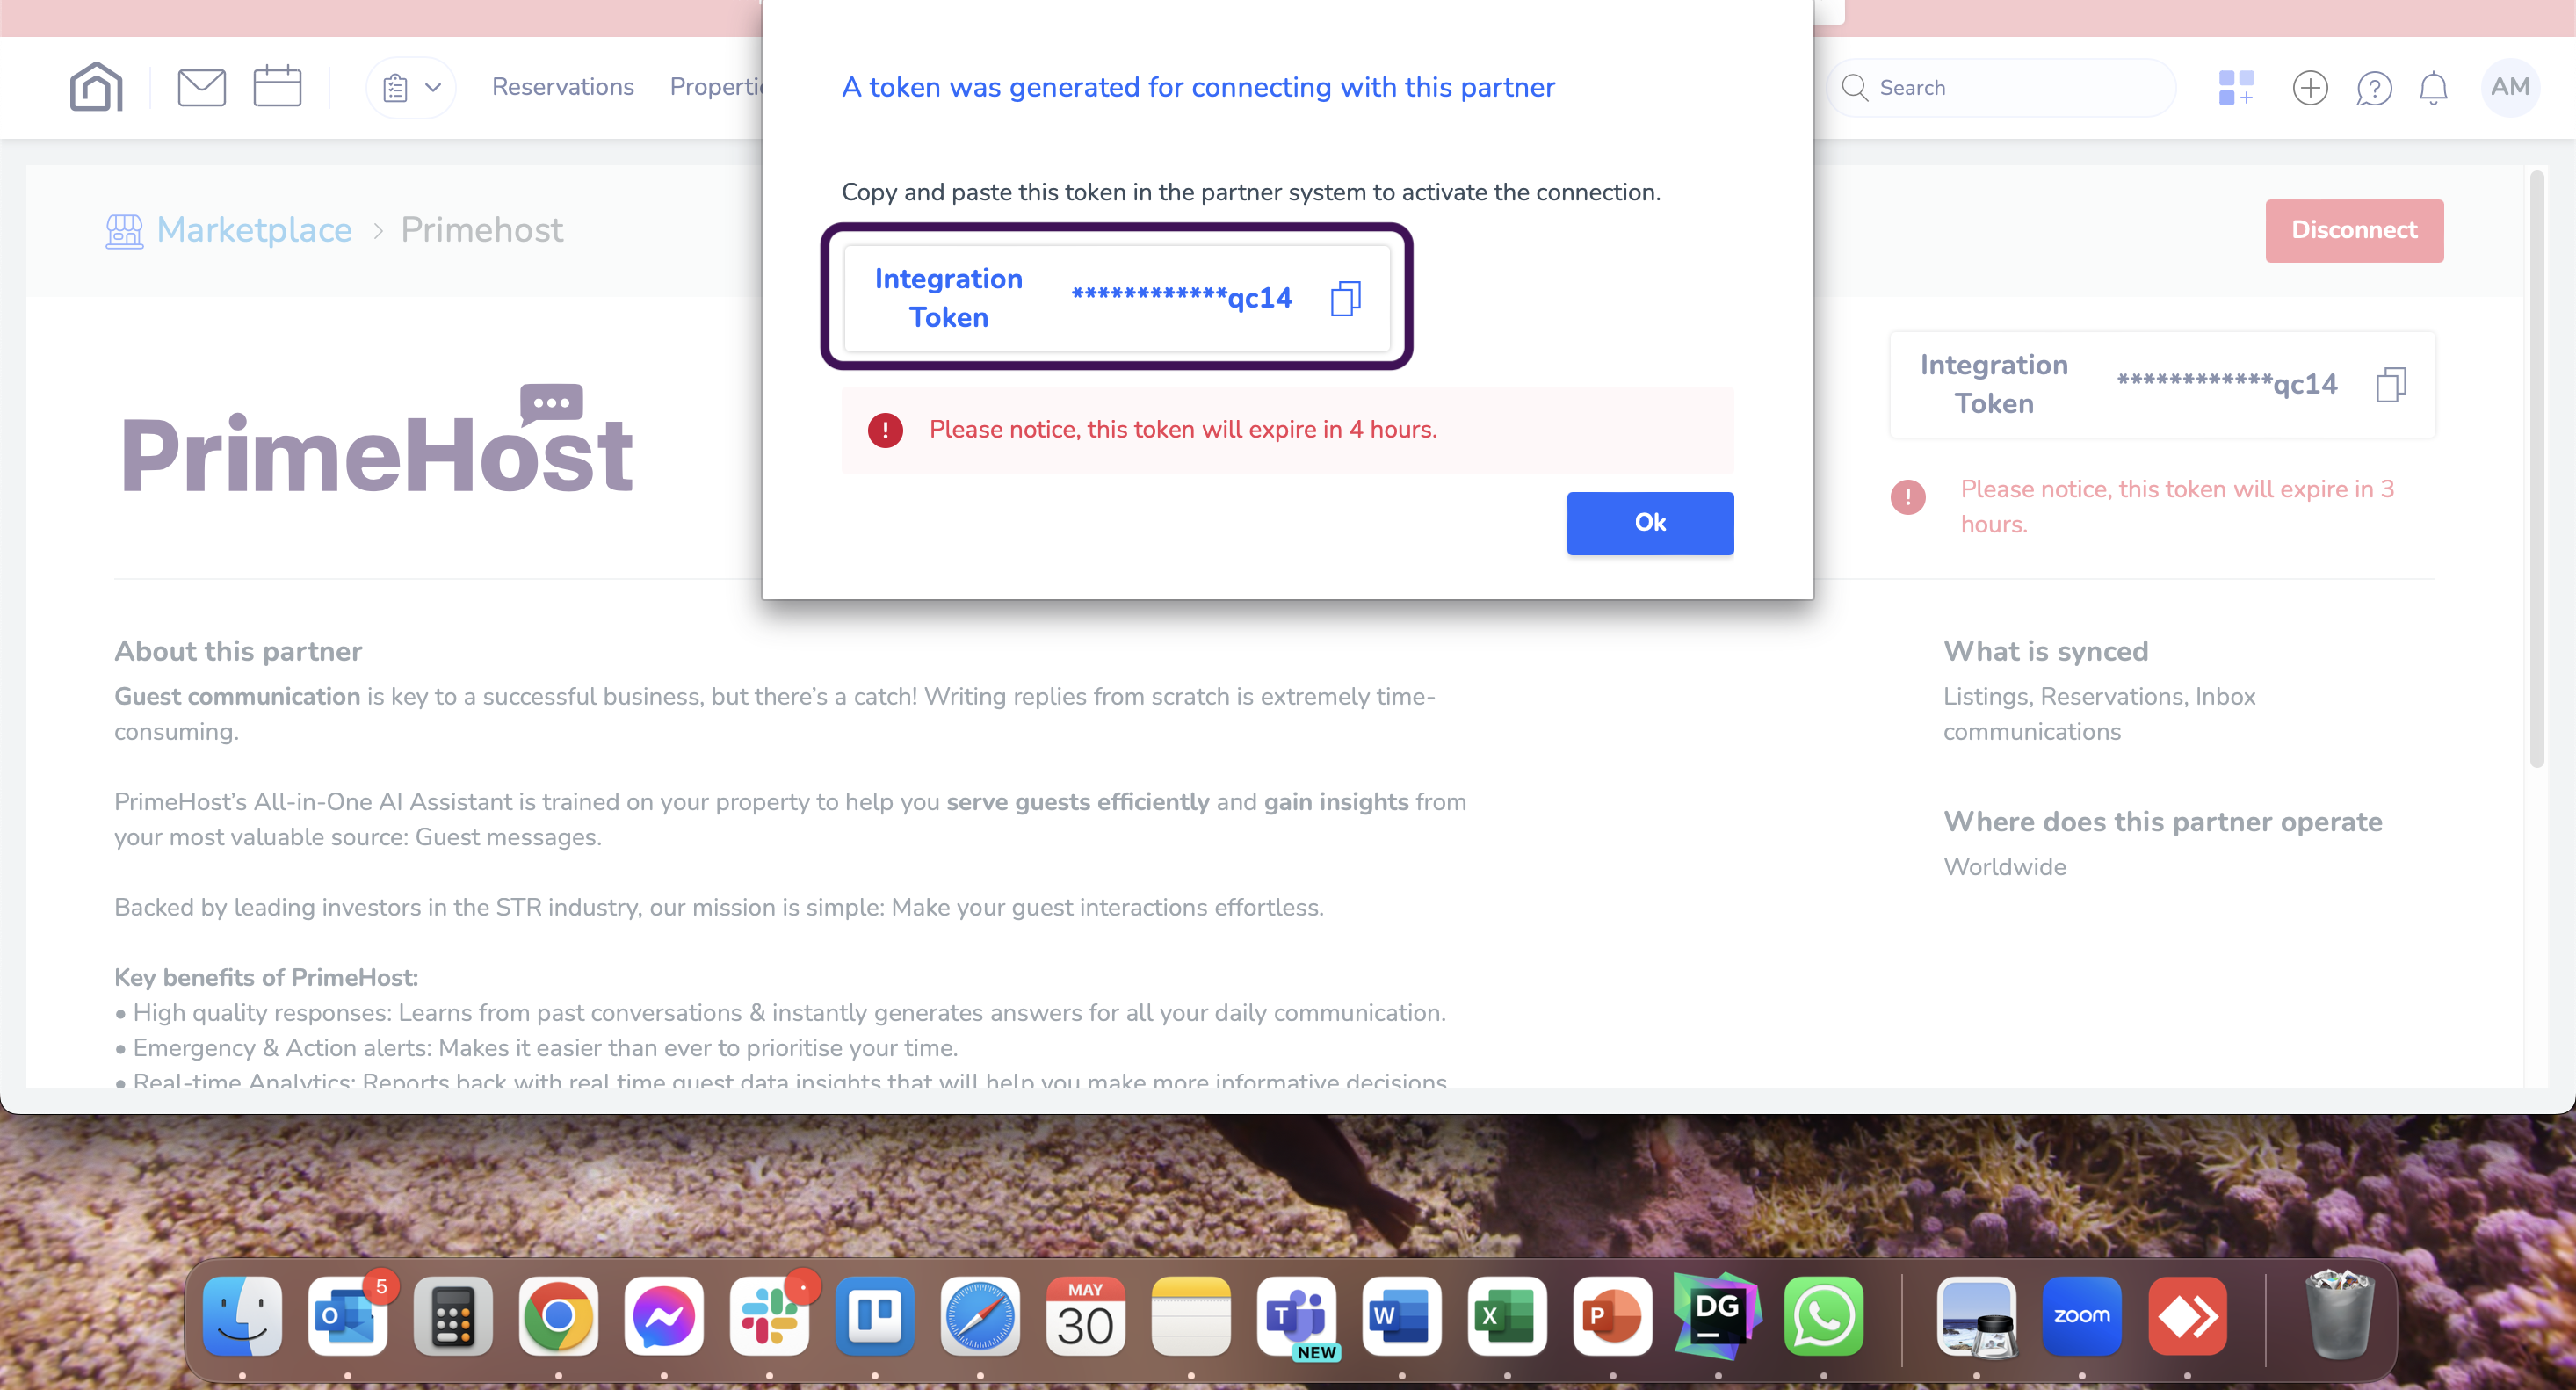 Reservations
Search
AM
A token was generated for connecting with this partner
Copy and paste this token in the partner system to activate the connection.
Integration
Token
************qc14
Please notice, this token will expire in 4 hours.
Ok
Marketplace > Primehost
Disconnect
PrimeHost
Integration
Token
************qc14
Please notice, this token will expire in 3
hours.
About this partner
Guest communication is key to a successful business, but there's a catch! Writing replies from scratch is extremely time-
consuming.
PrimeHost's All-in-One AI Assistant is trained on your property to help you serve guests efficiently and gain insights from
your most valuable source: Guest messages.
Backed by leading investors in the STR industry, our mission is simple: Make your guest interactions effortless.
Key benefits of PrimeHost:
• High quality responses: Learns from past conversations & instantly generates answers for all your daily communication.
• Emergency & Action alerts: Makes it easier than ever to prioritise your time.
• Real-time Analytics: Reports back with real time guest data insights that will help you make more informative decisions
What is synced
Listings, Reservations, Inbox
communications
Where does this partner operate
Worldwide
O
5
MAY
30
T
NEW
W
X
P
DG
zoom